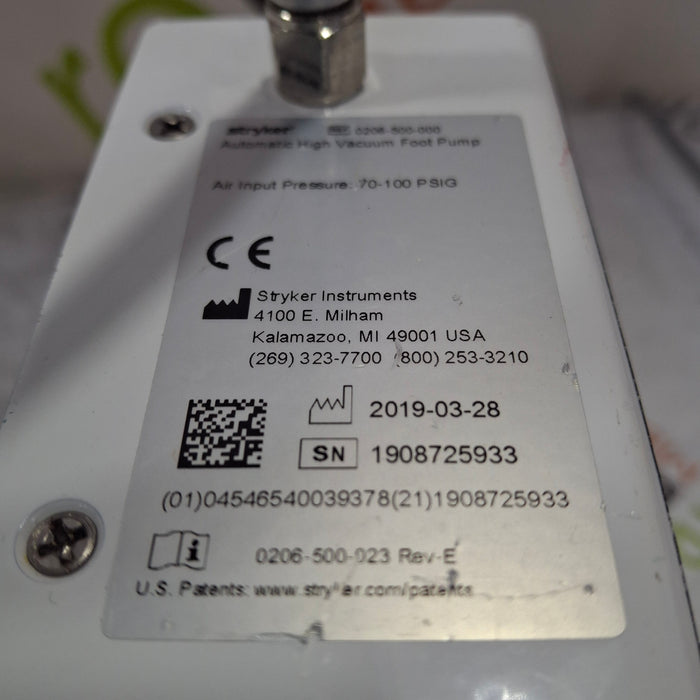 stryker REF 0206-500-000
Automatic High Vacuum Foot Pump
Air Input Pressure: 70-100 PSIG
CE
Stryker Instruments
4100 E. Milham
Kalamazoo, MI 49001 USA
(269) 323-7700 (800) 253-3210
2019-03-28
SN 1908725933
(01)04546540039378(21)1908725933
0206-500-023 Rev-E
U.S. Patents: www.stryker.com/patents